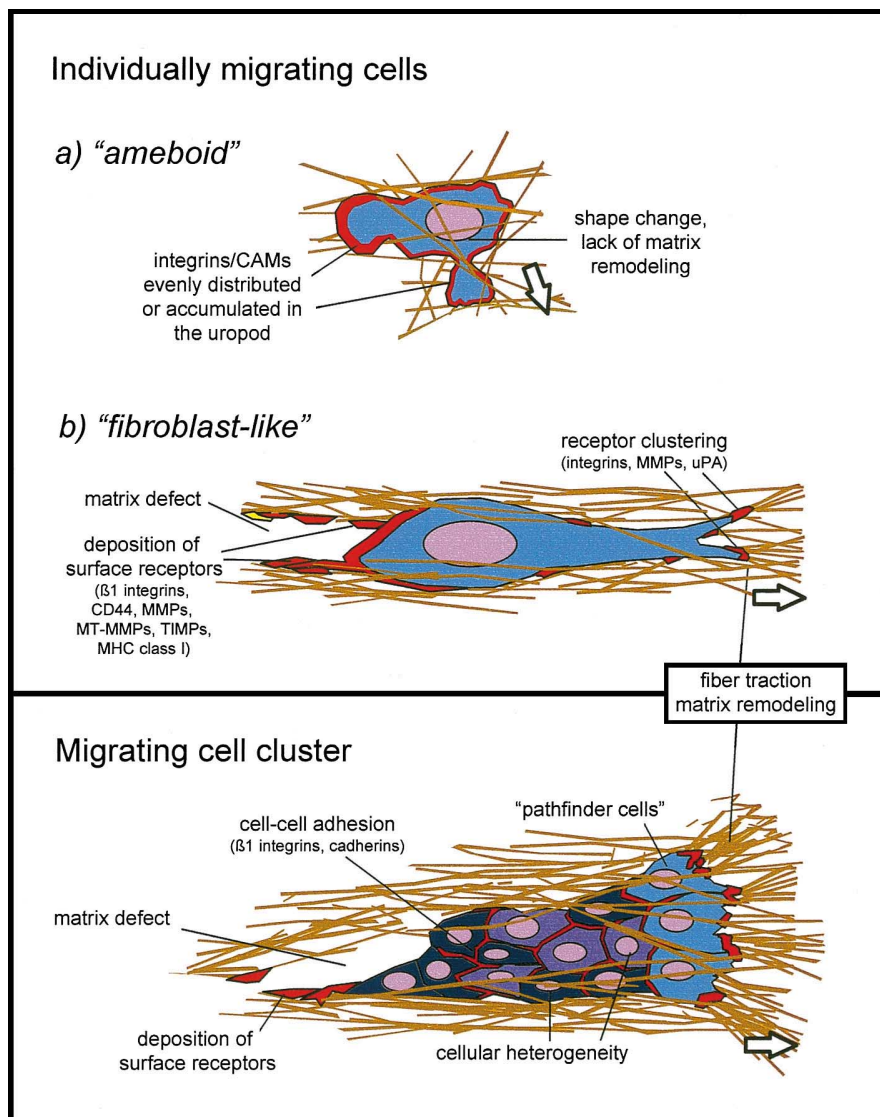 Individually migrating cells
a) “ameboid”
shape change,
lack of matrix
remodeling
integrins/CAMs
evenly distributed
or accumulated in
the uropod
b) “fibroblast-like”
receptor clustering
(integrins, MMPs, uPA)
matrix defect
deposition of
surface receptors
(ß1 integrins,
CD44, MMPs,
MT-MMPs, TIMPs,
MHC class I)
fiber traction
matrix remodeling
Migrating cell cluster
“pathfinder cells”
cell-cell adhesion
(ß1 integrins, cadherins)
matrix defect
deposition of
surface receptors
cellular heterogeneity